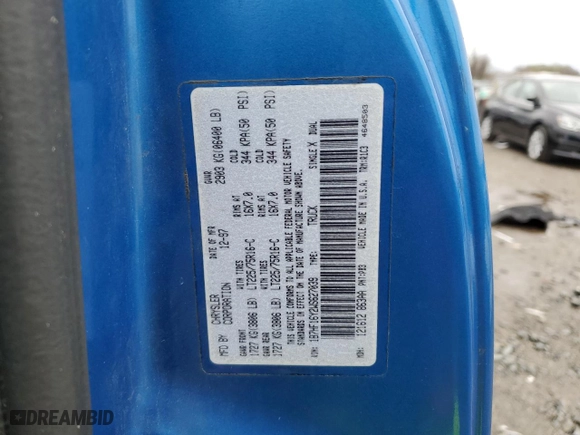 MFD BY CHRYSLER CORPORATION DATE OF MFR 12-97 GVWR 2903 KG(06400 LB)
GAWR FRONT WITH TIRES RIMS AT COLD
1727 KG(3806 LB) LT225/75R16-C 16X7.0 344 KPA(50 PSI)
GAWR REAR WITH TIRES RIMS AT COLD
1727 KG(3806 LB) LT225/75R16-C 16X7.0 344 KPA(50 PSI)
THIS VEHICLE CONFORMS TO ALL APPLICABLE FEDERAL MOTOR VEHICLE SAFETY
STANDARDS IN EFFECT ON THE DATE OF MANUFACTURE SHOWN ABOVE.
VIN: TYPE: TRUCK SINGLE X DUAL
MDH: 121612 VEHICLE MADE IN U.S.A. 4648503
DREAMBID